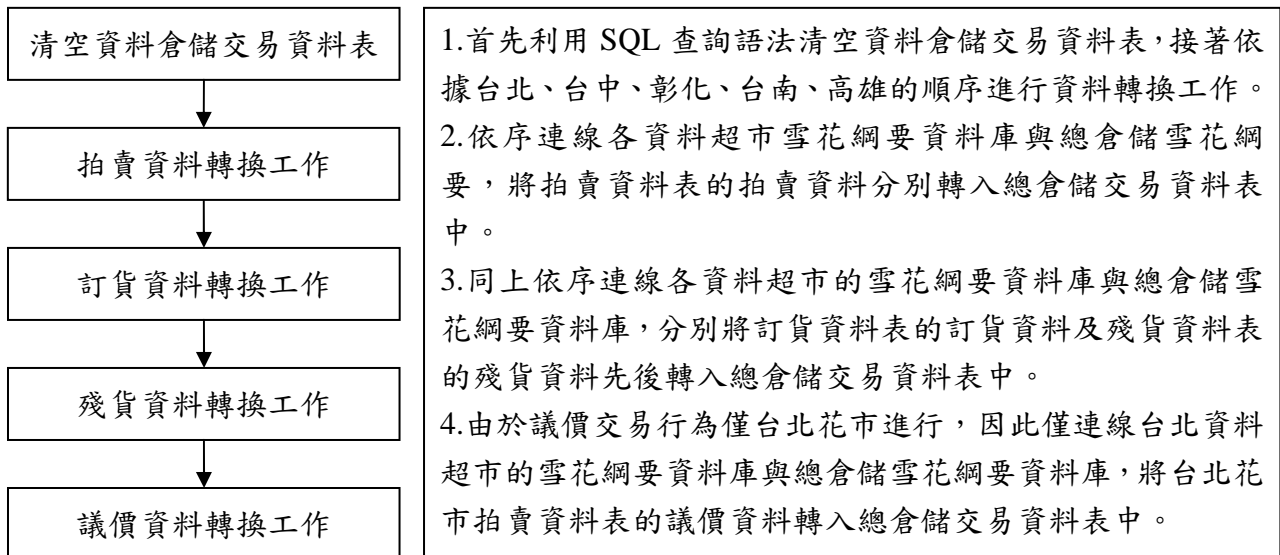 清空資料倉儲交易資料表
拍賣資料轉換工作
訂貨資料轉換工作
殘貨資料轉換工作
議價資料轉換工作
1.首先利用 SQL 查詢語法清空資料倉儲交易資料表，接著依
據台北、台中、彰化、台南、高雄的順序進行資料轉換工作。
2.依序連線各資料超市雪花綱要資料庫與總倉儲雪花綱
要，將拍賣資料表的拍賣資料分別轉入總倉儲交易資料表
中。
3.同上依序連線各資料超市的雪花綱要資料庫與總倉儲雪
花綱要資料庫，分別將訂貨資料表的訂貨資料及殘貨資料表
的殘貨資料先後轉入總倉儲交易資料表中。
4.由於議價交易行為僅台北花市進行，因此僅連線台北資料
超市的雪花綱要資料庫與總倉儲雪花綱要資料庫，將台北花
市拍賣資料表的議價資料轉入總倉儲交易資料表中。